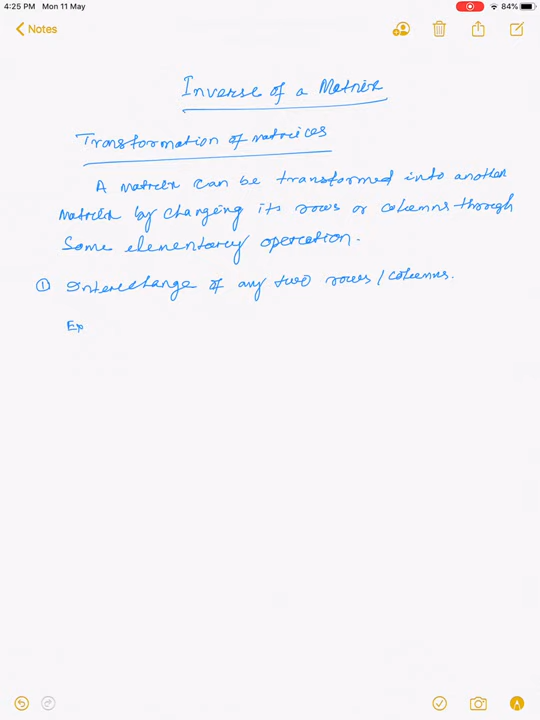 4:25 PM Mon 11 May
84%
Notes
Inverse of a Matrix
Transformation of matrices
A matrix can be transformed into another
matrix by changing its rows or columns through
some elementary operation.
① Interchange of any two rows/columns.
Ex